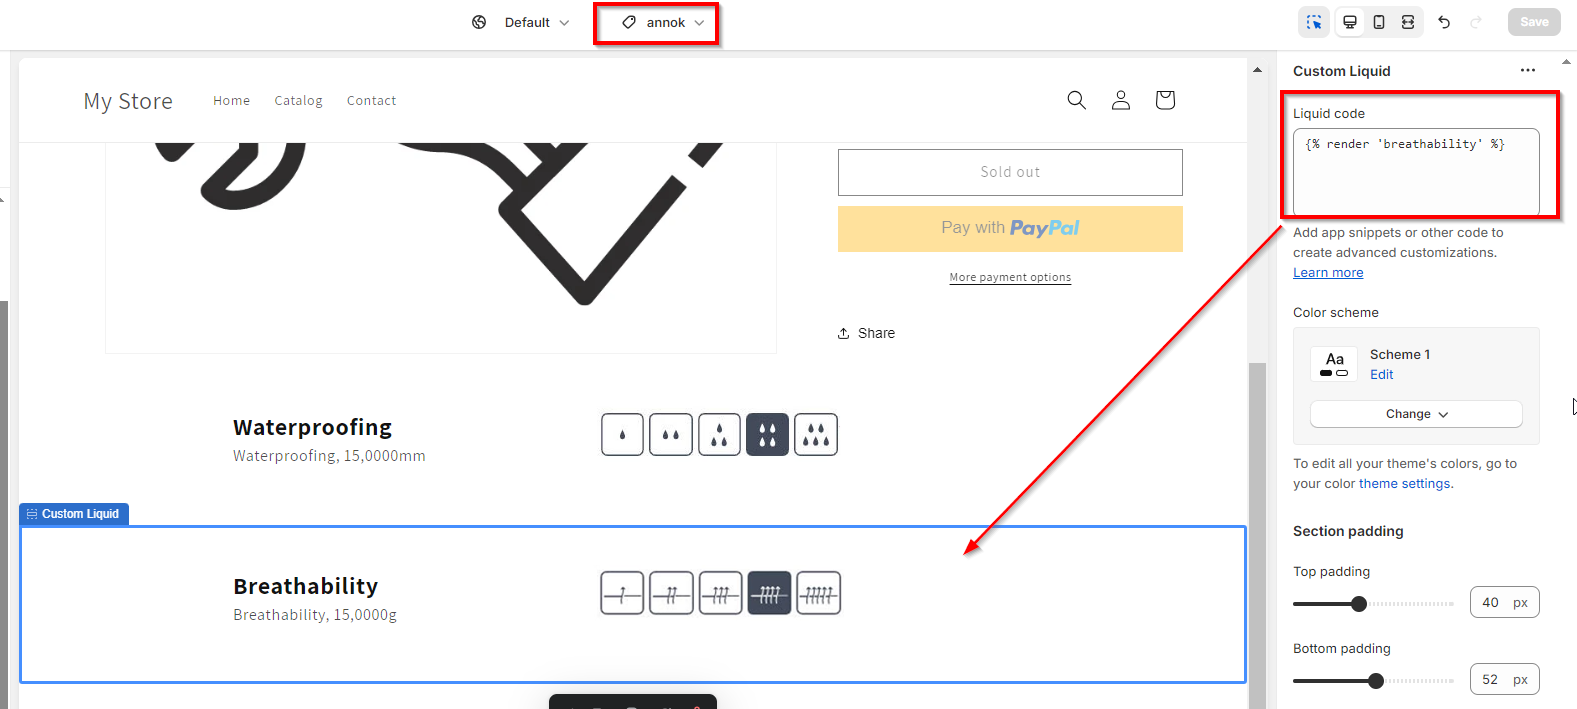 Default
annok
Save
My Store
Home
Catalog
Contact
Sold out
Pay with PayPal
More payment options
Share
Waterproofing
Waterproofing, 15,0000mm
Custom Liquid
Breathability
Breathability, 15,0000g
Custom Liquid
Liquid code
{% render 'breathability' %}
Add app snippets or other code to
create advanced customizations.
Learn more
Color scheme
Aa
Scheme 1
Edit
Change
To edit all your theme's colors, go to
your color theme settings.
Section padding
Top padding
40 px
Bottom padding
52 px